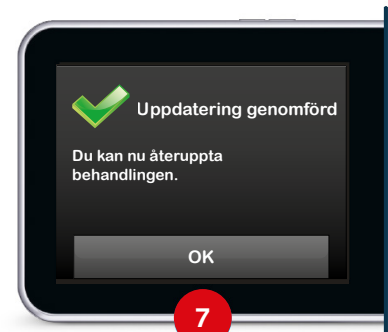 Uppdatering genomförd
Du kan nu återuppta
behandlingen.
OK
7